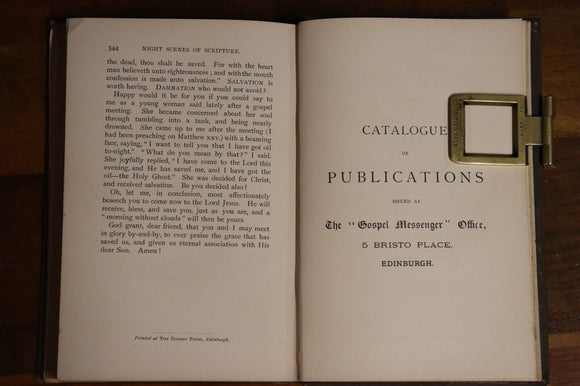 344 NIGHT SCENES OF SCRIPTURE.
the dead, thou shalt be saved. For with the heart
man believeth unto righteousness; and with the mouth
confession is made unto salvation." SALVATION is
worth having. DAMNATION who would not avoid?
Happy would it be for you if you could say to
me as a young woman said lately after a gospel
meeting. She became concerned about her soul
through tumbling into a tank, and being nearly
drowned. She came up to me after the meeting (I
had been preaching on Matthew xxv.) with a beaming
face, saying, "I want to tell you that I have got oil
to-night." "What do you mean by that?" I said.
She joyfully replied, "I have come to the Lord this
evening, and He has saved me, and I have got the
oil—the Holy Ghost." She was decided for Christ,
and received salvation. Be you decided also!
Oh, let me, in conclusion, most affectionately
beseech you to come now to the Lord Jesus. He will
receive, bless, and save you, just as you are, and a
"morning without clouds" will then be yours.
God grant, dear friend, that you and I may meet
in glory by-and-by, to ever praise the grace that has
saved us, and given us eternal association with His
dear Son. Amen!
Printed at THE DARIEN PRESS, Edinburgh.
CATALOGUE
OF
PUBLICATIONS
ISSUED AT
The "Gospel Messenger" Office,
5 BRISTO PLACE,
EDINBURGH.